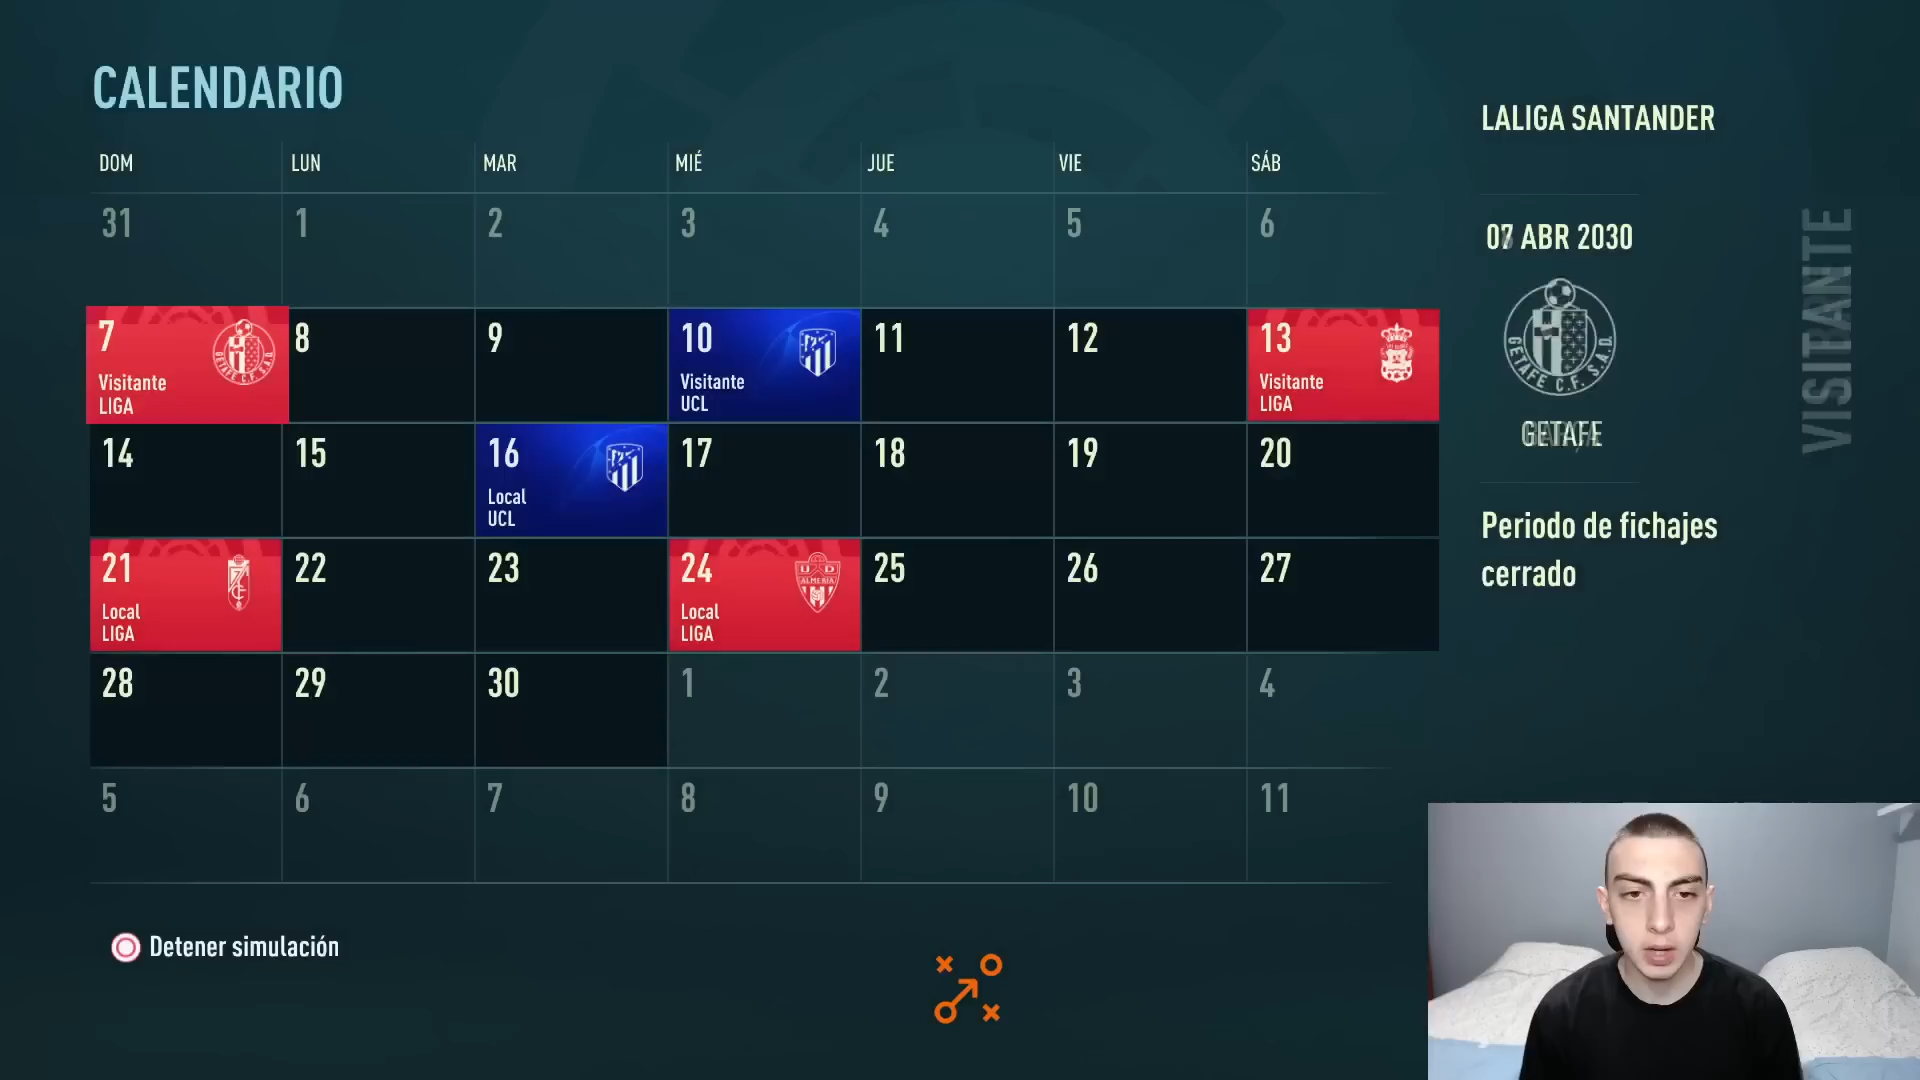 CALENDARIO
LALIGA SANTANDER
DOM LUN MAR MIÉ JUE VIE SÁB
31 1 2 3 4 5 6
07 ABR 2030
VISITANTE
7 8 9 10 11 12 13
Visitante Visitante Visitante
LIGA UCL LIGA
GETAFE C.F. S.A.D.
GETAFE
14 15 16 17 18 19 20
Local
UCL
Periodo de fichajes
cerrado
21 22 23 24 25 26 27
UD
ALMERÍA
Local Local
LIGA LIGA
28 29 30 1 2 3 4
5 6 7 8 9 10 11
Detener simulación